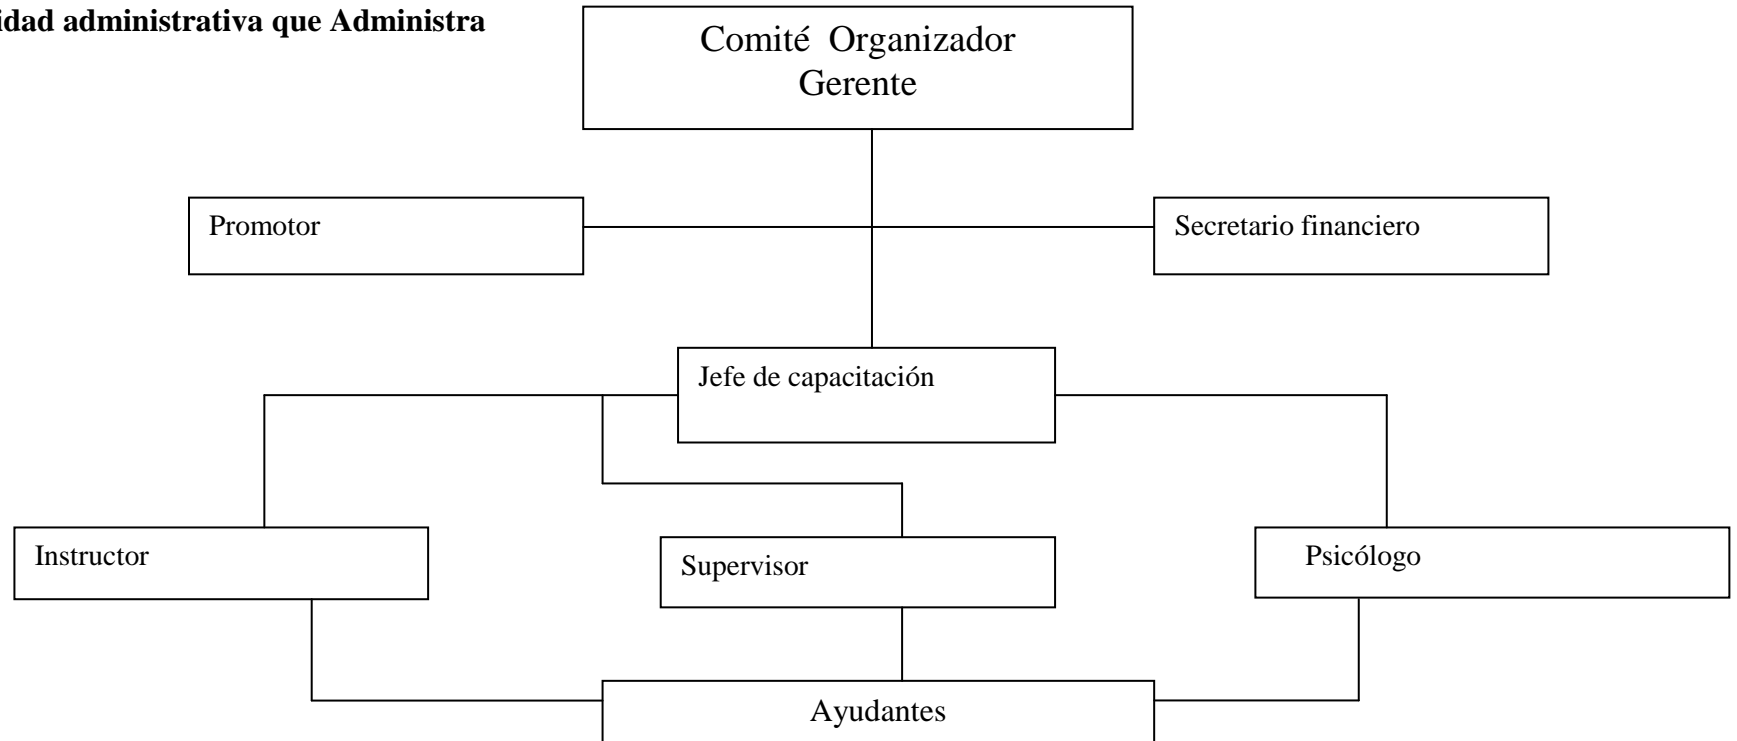 idad administrativa que Administra
Comité Organizador
Gerente
Promotor
Secretario financiero
Jefe de capacitación
Instructor
Supervisor
Psicólogo
Ayudantes